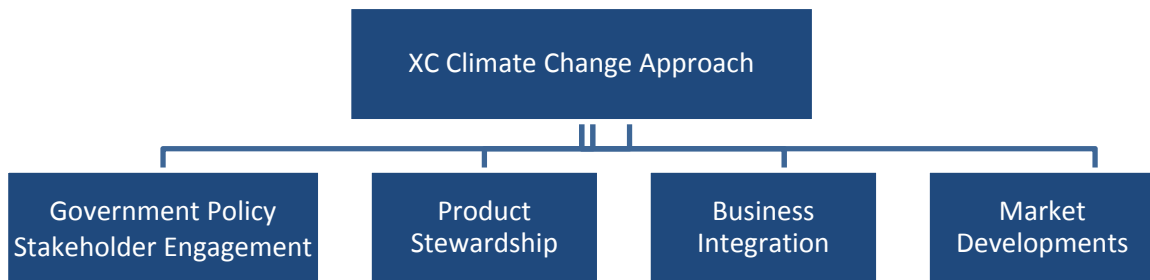 XC Climate Change Approach
Government Policy
Stakeholder Engagement
Product
Stewardship
Business
Integration
Market
Developments